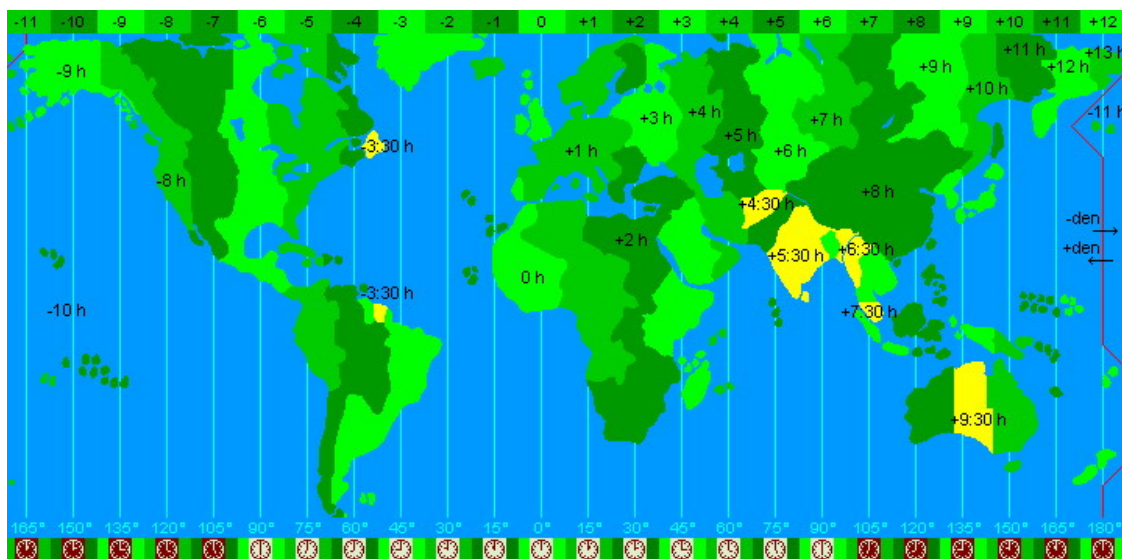 -11 -10 -9 -8 -7 -6 -5 -4 -3 -2 -1 0 +1 +2 +3 +4 +5 +6 +7 +8 +9 +10 +11 +12
+11 h +13 h
-9 h +9 h +12 h
+10 h
-11 h
+3 h +4 h +7 h
+5 h
-3:30 h +1 h +6 h
-8 h +8 h
+4:30 h
-den
+2 h +6:30 h +den
+5:30 h
0 h
-3:30 h
-10 h +7:30 h
+9:30 h
165° 150° 135° 120° 105° 90° 75° 60° 45° 30° 15° 0° 15° 30° 45° 60° 75° 90° 105° 120° 135° 150° 165° 180°